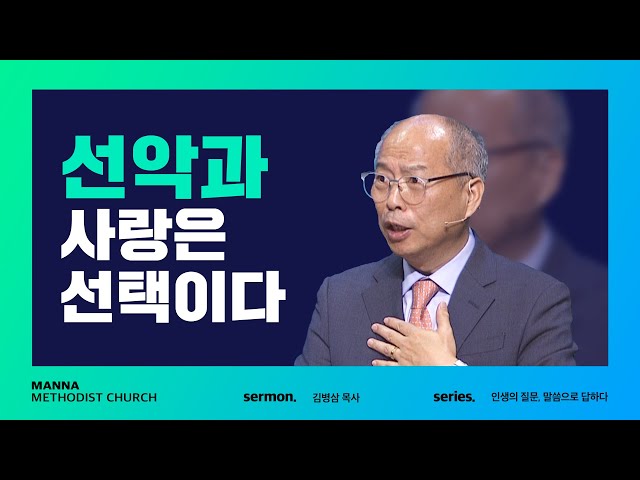 선악과
사랑은
선택이다
MANNA
METHODIST CHURCH
sermon. 김병삼 목사
series. 인생의 질문, 말씀으로 답하다